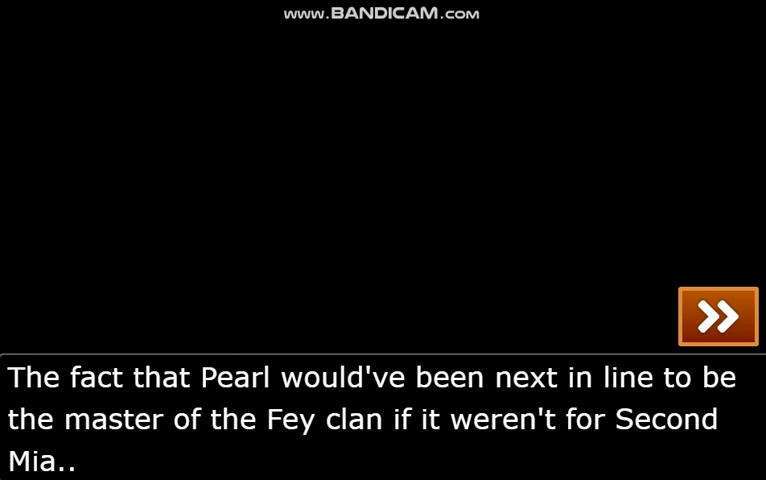 www.BANDICAM.com
The fact that Pearl would've been next in line to be
the master of the Fey clan if it weren't for Second
Mia..